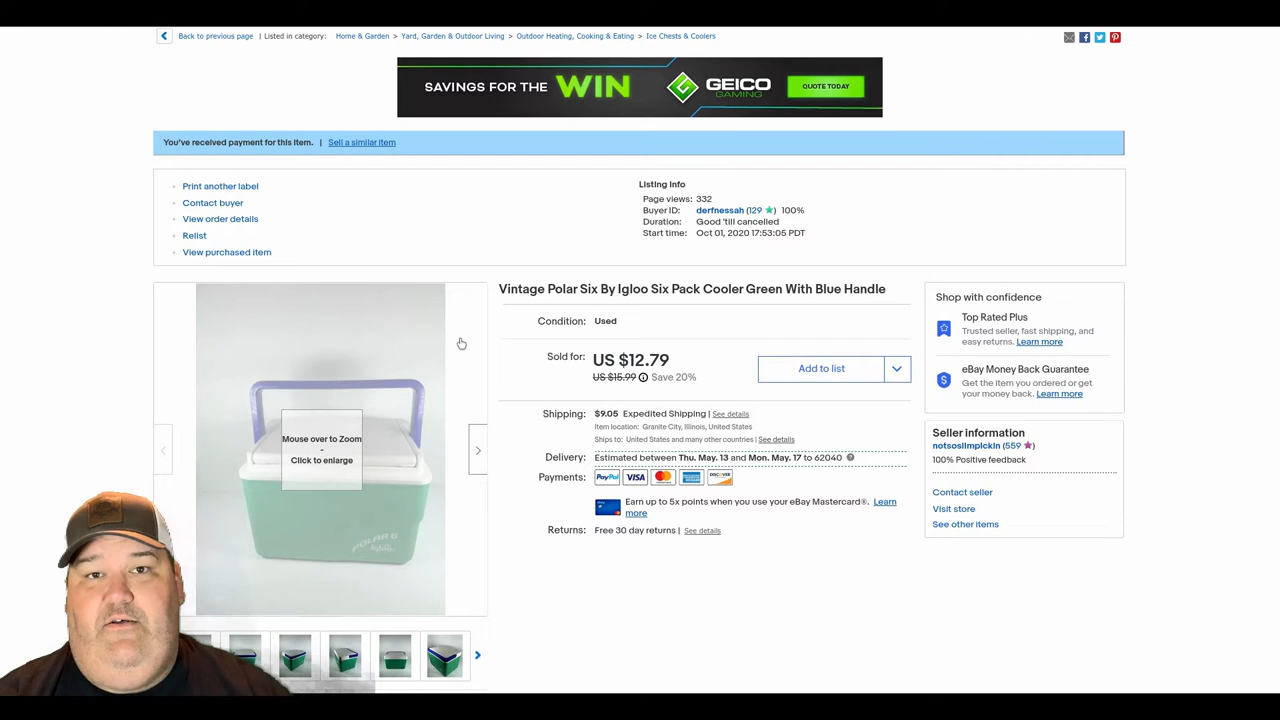 Back to previous page | Listed in category: Home & Garden > Yard, Garden & Outdoor Living > Outdoor Heating, Cooking & Eating > Ice Chests & Coolers
SAVINGS FOR THE WIN GEICO GAMING QUOTE TODAY
You've received payment for this item. | Sell a similar item
Print another label
Contact buyer
View order details
Relist
View purchased item
Listing Info
Page views: 332
Buyer ID: derfnessah (129 ) 100%
Duration: Good 'till cancelled
Start time: Oct 01, 2020 17:53:05 PDT
Mouse over to Zoom
-
Click to enlarge
POLAR 6
Vintage Polar Six By Igloo Six Pack Cooler Green With Blue Handle
Condition: Used
Sold for: US $12.79
US $15.99 Save 20%
Add to list
Shipping: $9.05 Expedited Shipping | See details
Item location: Granite City, Illinois, United States
Ships to: United States and many other countries | See details
Delivery: Estimated between Thu. May. 13 and Mon. May. 17 to 62040
Payments: PayPal VISA DISCOVER
Earn up to 5x points when you use your eBay Mastercard®. Learn
more
Returns: Free 30 day returns | See details
Shop with confidence
Top Rated Plus
Trusted seller, fast shipping, and
easy returns. Learn more
eBay Money Back Guarantee
Get the item you ordered or get
your money back. Learn more
Seller information
notsoslimpickin (559 )
100% Positive feedback
Contact seller
Visit store
See other items